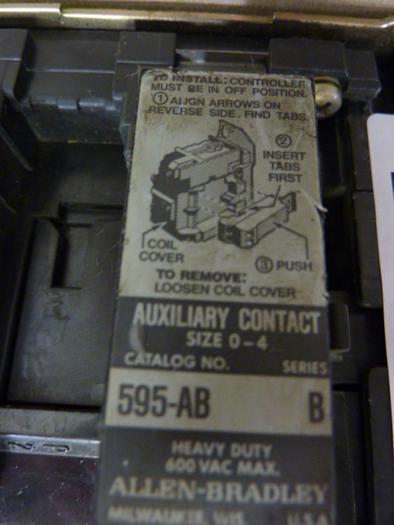 TO INSTALL: CONTROLLER
MUST BE IN OFF POSITION.
① ALIGN ARROWS ON
REVERSE SIDE. FIND TABS.
②
INSERT
TABS
FIRST
COIL
COVER
③ PUSH
TO REMOVE:
LOOSEN COIL COVER
AUXILIARY CONTACT
SIZE 0-4
CATALOG NO. SERIES
595-AB B
HEAVY DUTY
600 VAC MAX.
ALLEN-BRADLEY
MILWAUKEE, WIS. U.S.A.